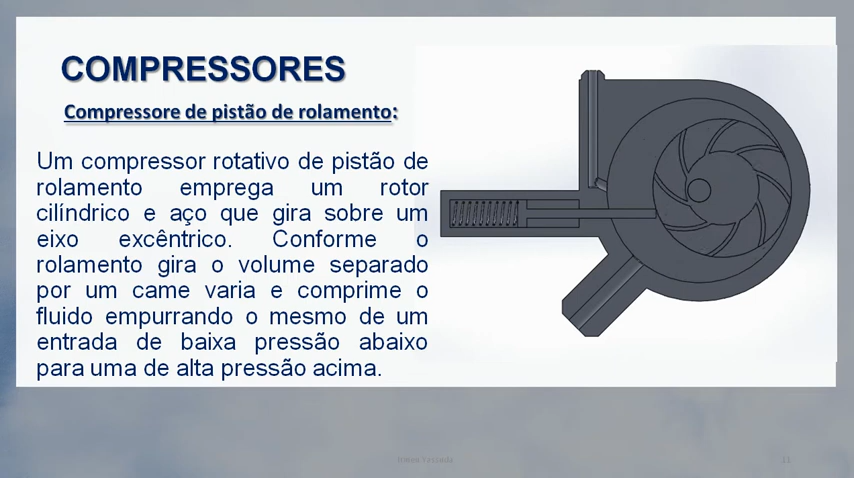 COMPRESSORES
Compressore de pistão de rolamento:
Um compressor rotativo de pistão de
rolamento emprega um rotor
cilíndrico e aço que gira sobre um
eixo excêntrico. Conforme o
rolamento gira o volume separado
por um came varia e comprime o
fluido empurrando o mesmo de um
entrada de baixa pressão abaixo
para uma de alta pressão acima.